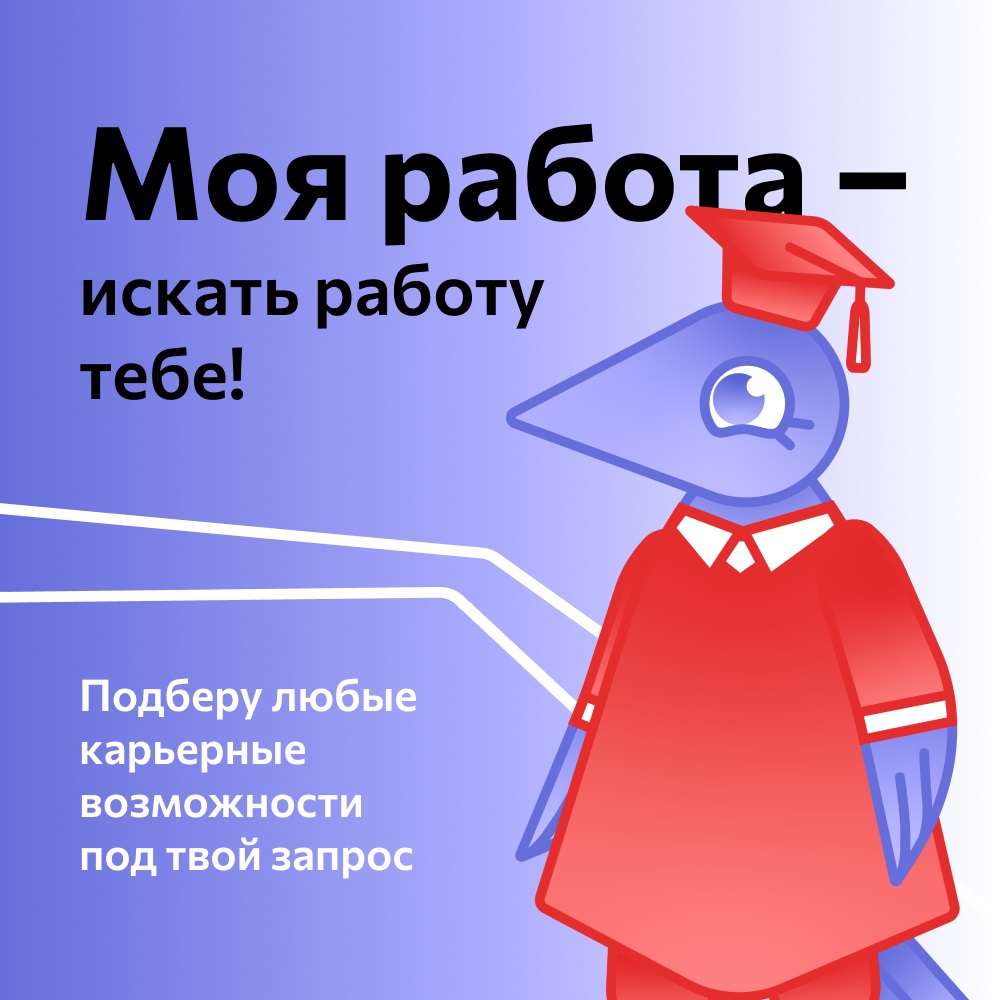 Моя работа –
искать работу
тебе!
Подберу любые
карьерные
возможности
под твой запрос